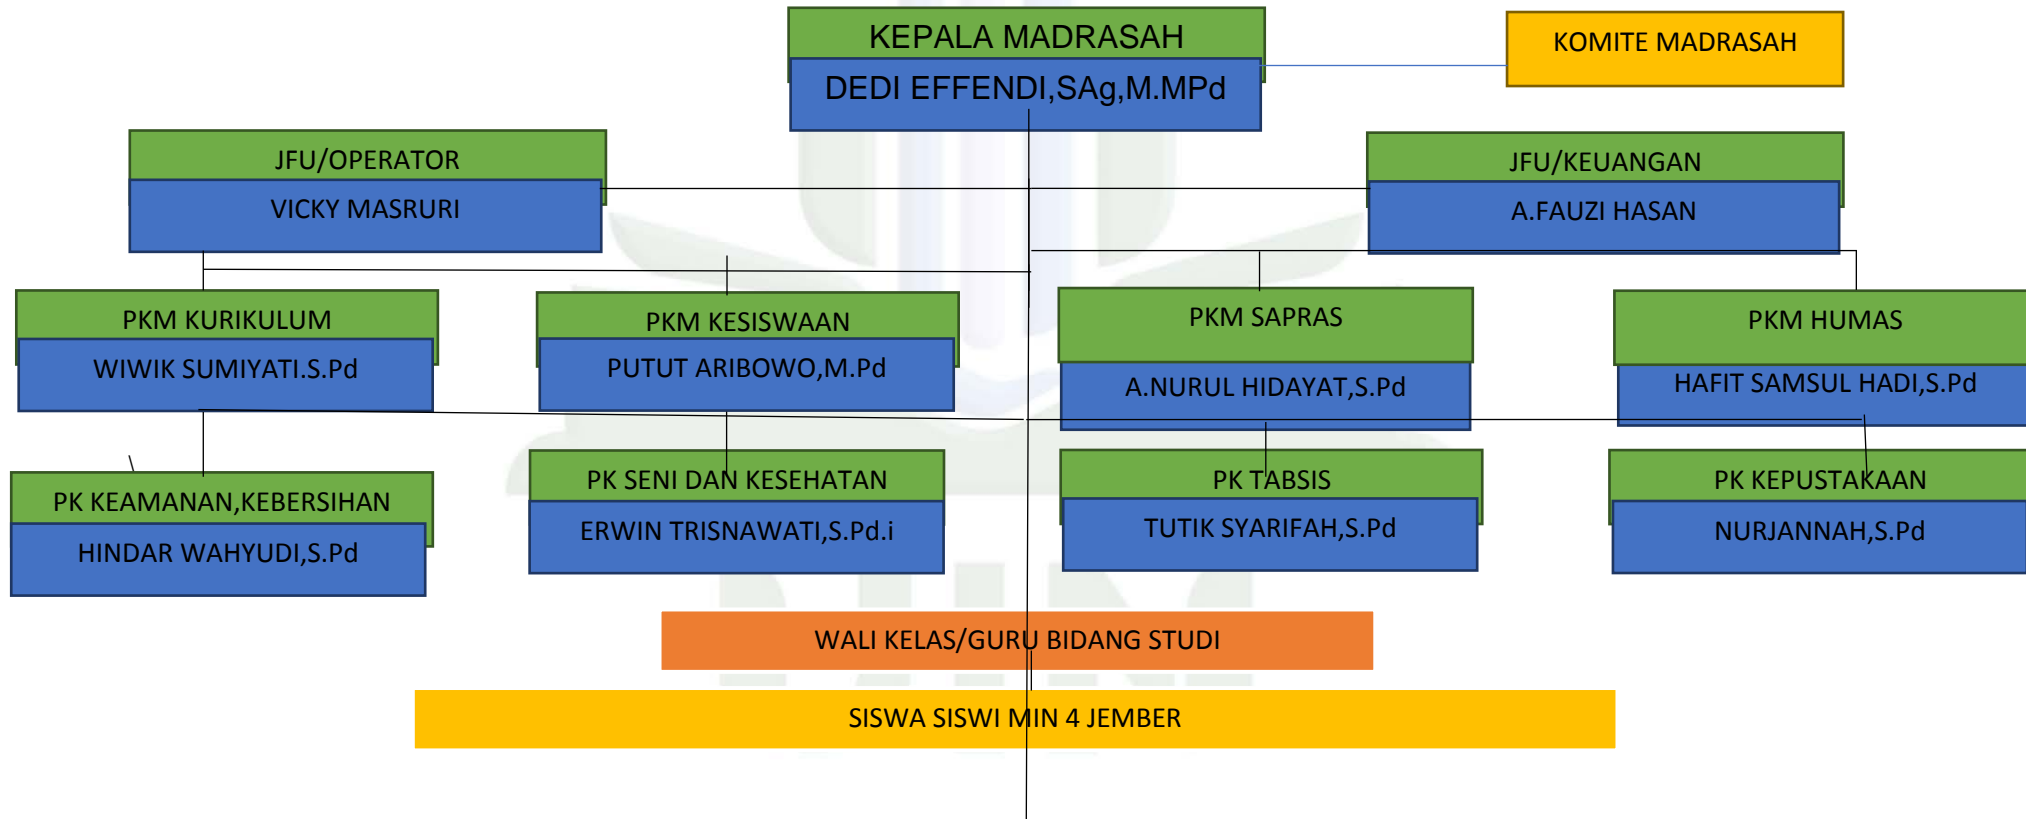 KEPALA MADRASAH
DEDI EFFENDI,SAg,M.MPd
KOMITE MADRASAH
JFU/OPERATOR
VICKY MASRURI
JFU/KEUANGAN
A.FAUZI HASAN
PKM KURIKULUM
WIWIK SUMIYATI.S.Pd
PKM KESISWAAN
PUTUT ARIBOWO,M.Pd
PKM SAPRAS
A.NURUL HIDAYAT,S.Pd
PKM HUMAS
HAFIT SAMSUL HADI,S.Pd
PK KEAMANAN,KEBERSIHAN
HINDAR WAHYUDI,S.Pd
PK SENI DAN KESEHATAN
ERWIN TRISNAWATI,S.Pd.i
PK TABSIS
TUTIK SYARIFAH,S.Pd
PK KEPUSTAKAAN
NURJANNAH,S.Pd
WALI KELAS/GURU BIDANG STUDI
SISWA SISWI MIN 4 JEMBER